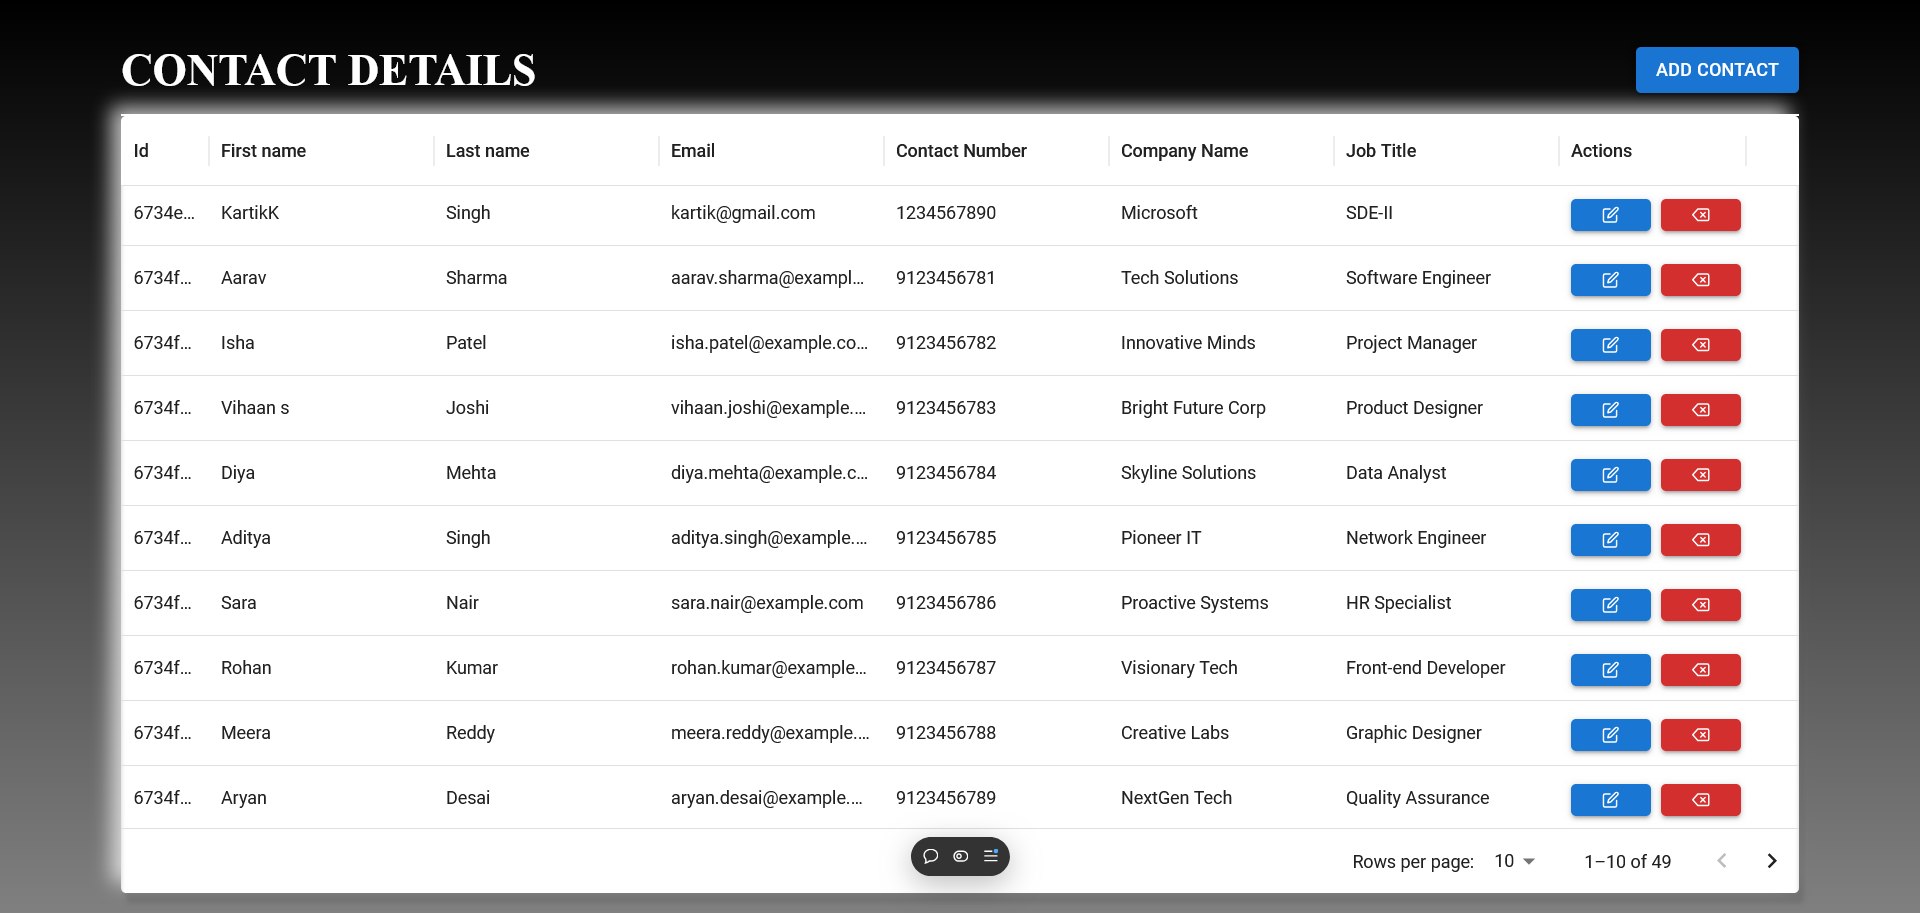 CONTACT DETAILS
ADD CONTACT
Id First name Last name Email Contact Number Company Name Job Title Actions
6734e... KartikK Singh kartik@gmail.com 1234567890 Microsoft SDE-II
6734f... Aarav Sharma aarav.sharma@exampl... 9123456781 Tech Solutions Software Engineer
6734f... Isha Patel isha.patel@example.co... 9123456782 Innovative Minds Project Manager
6734f... Vihaan s Joshi vihaan.joshi@example.... 9123456783 Bright Future Corp Product Designer
6734f... Diya Mehta diya.mehta@example.c... 9123456784 Skyline Solutions Data Analyst
6734f... Aditya Singh aditya.singh@example.... 9123456785 Pioneer IT Network Engineer
6734f... Sara Nair sara.nair@example.com 9123456786 Proactive Systems HR Specialist
6734f... Rohan Kumar rohan.kumar@example... 9123456787 Visionary Tech Front-end Developer
6734f... Meera Reddy meera.reddy@example.... 9123456788 Creative Labs Graphic Designer
6734f... Aryan Desai aryan.desai@example.... 9123456789 NextGen Tech Quality Assurance
Rows per page: 10 1–10 of 49